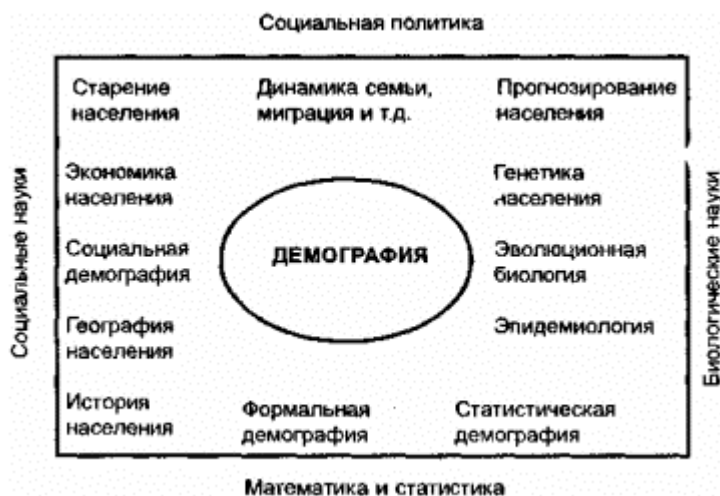 Социальная политика
Старение
населения
Динамика семьи,
миграция и т.д.
Прогнозирование
населения
Социальные науки
Экономика
населения
Генетика
населения
Биологические науки
Социальная
демография
ДЕМОГРАФИЯ
Эволюционная
биология
География
населения
Эпидемиология
История
населения
Формальная
демография
Статистическая
демография
Математика и статистика